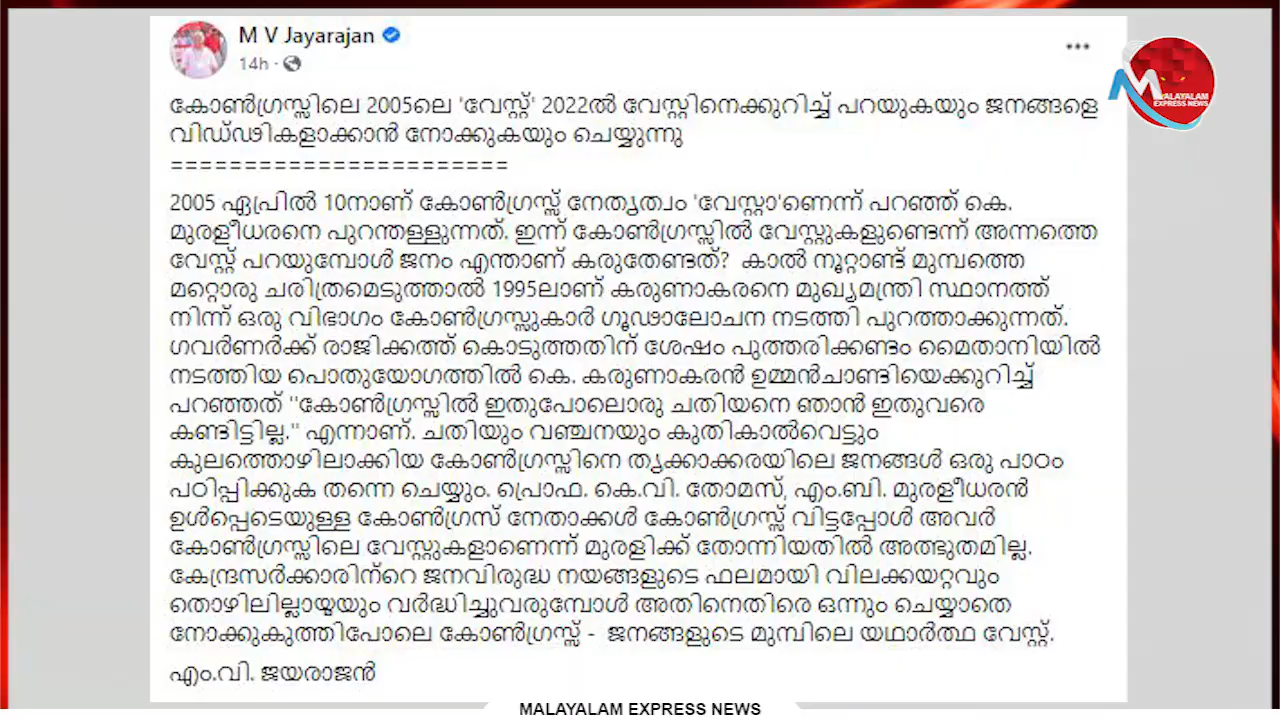 M V Jayarajan
14h ·
MALAYALAM
EXPRESS NEWS
കോൺഗ്രസ്സിലെ 2005ലെ 'വേസ്റ്റ്' 2022ൽ വേസ്റ്റിനെക്കുറിച്ച് പറയുകയും ജനങ്ങളെ
വിഡ്ഢികളാക്കാൻ നോക്കുകയും ചെയ്യുന്നു
=======================
2005 ഏപ്രിൽ 10നാണ് കോൺഗ്രസ്സ് നേതൃത്വം 'വേസ്റ്റാ'ണെന്ന് പറഞ്ഞ് കെ.
മുരളീധരനെ പുറന്തള്ളുന്നത്. ഇന്ന് കോൺഗ്രസ്സിൽ വേസ്റ്റുകളുണ്ടെന്ന് അന്നത്തെ
വേസ്റ്റ് പറയുമ്പോൾ ജനം എന്താണ് കരുതേണ്ടത്? കാൽ നൂറ്റാണ്ട് മുമ്പത്തെ
മറ്റൊരു ചരിത്രമെടുത്താൽ 1995ലാണ് കരുണാകരനെ മുഖ്യമന്ത്രി സ്ഥാനത്ത്
നിന്ന് ഒരു വിഭാഗം കോൺഗ്രസ്സുകാർ ഗൂഢാലോചന നടത്തി പുറത്താക്കുന്നത്.
ഗവർണർക്ക് രാജിക്കത്ത് കൊടുത്തതിന് ശേഷം പുത്തരിക്കണ്ടം മൈതാനിയിൽ
നടത്തിയ പൊതുയോഗത്തിൽ കെ. കരുണാകരൻ ഉമ്മൻചാണ്ടിയെക്കുറിച്ച്
പറഞ്ഞത് "കോൺഗ്രസ്സിൽ ഇതുപോലൊരു ചതിയനെ ഞാൻ ഇതുവരെ
കണ്ടിട്ടില്ല." എന്നാണ്. ചതിയും വഞ്ചനയും കുതികാൽവെട്ടും
കുലത്തൊഴിലാക്കിയ കോൺഗ്രസ്സിനെ തൃക്കാക്കരയിലെ ജനങ്ങൾ ഒരു പാഠം
പഠിപ്പിക്കുക തന്നെ ചെയ്യും. പ്രൊഫ. കെ.വി. തോമസ്, എം.ബി. മുരളീധരൻ
ഉൾപ്പെടെയുള്ള കോൺഗ്രസ് നേതാക്കൾ കോൺഗ്രസ്സ് വിട്ടപ്പോൾ അവർ
കോൺഗ്രസ്സിലെ വേസ്റ്റുകളാണെന്ന് മുരളിക്ക് തോന്നിയതിൽ അത്ഭുതമില്ല.
കേന്ദ്രസർക്കാരിൻറെ ജനവിരുദ്ധ നയങ്ങളുടെ ഫലമായി വിലക്കയറ്റവും
തൊഴിലില്ലായ്മയും വർദ്ധിച്ചുവരുമ്പോൾ അതിനെതിരെ ഒന്നും ചെയ്യാതെ
നോക്കുകുത്തിപോലെ കോൺഗ്രസ്സ് - ജനങ്ങളുടെ മുമ്പിലെ യഥാർത്ഥ വേസ്റ്റ്.
എം.വി. ജയരാജൻ
MALAYALAM EXPRESS NEWS